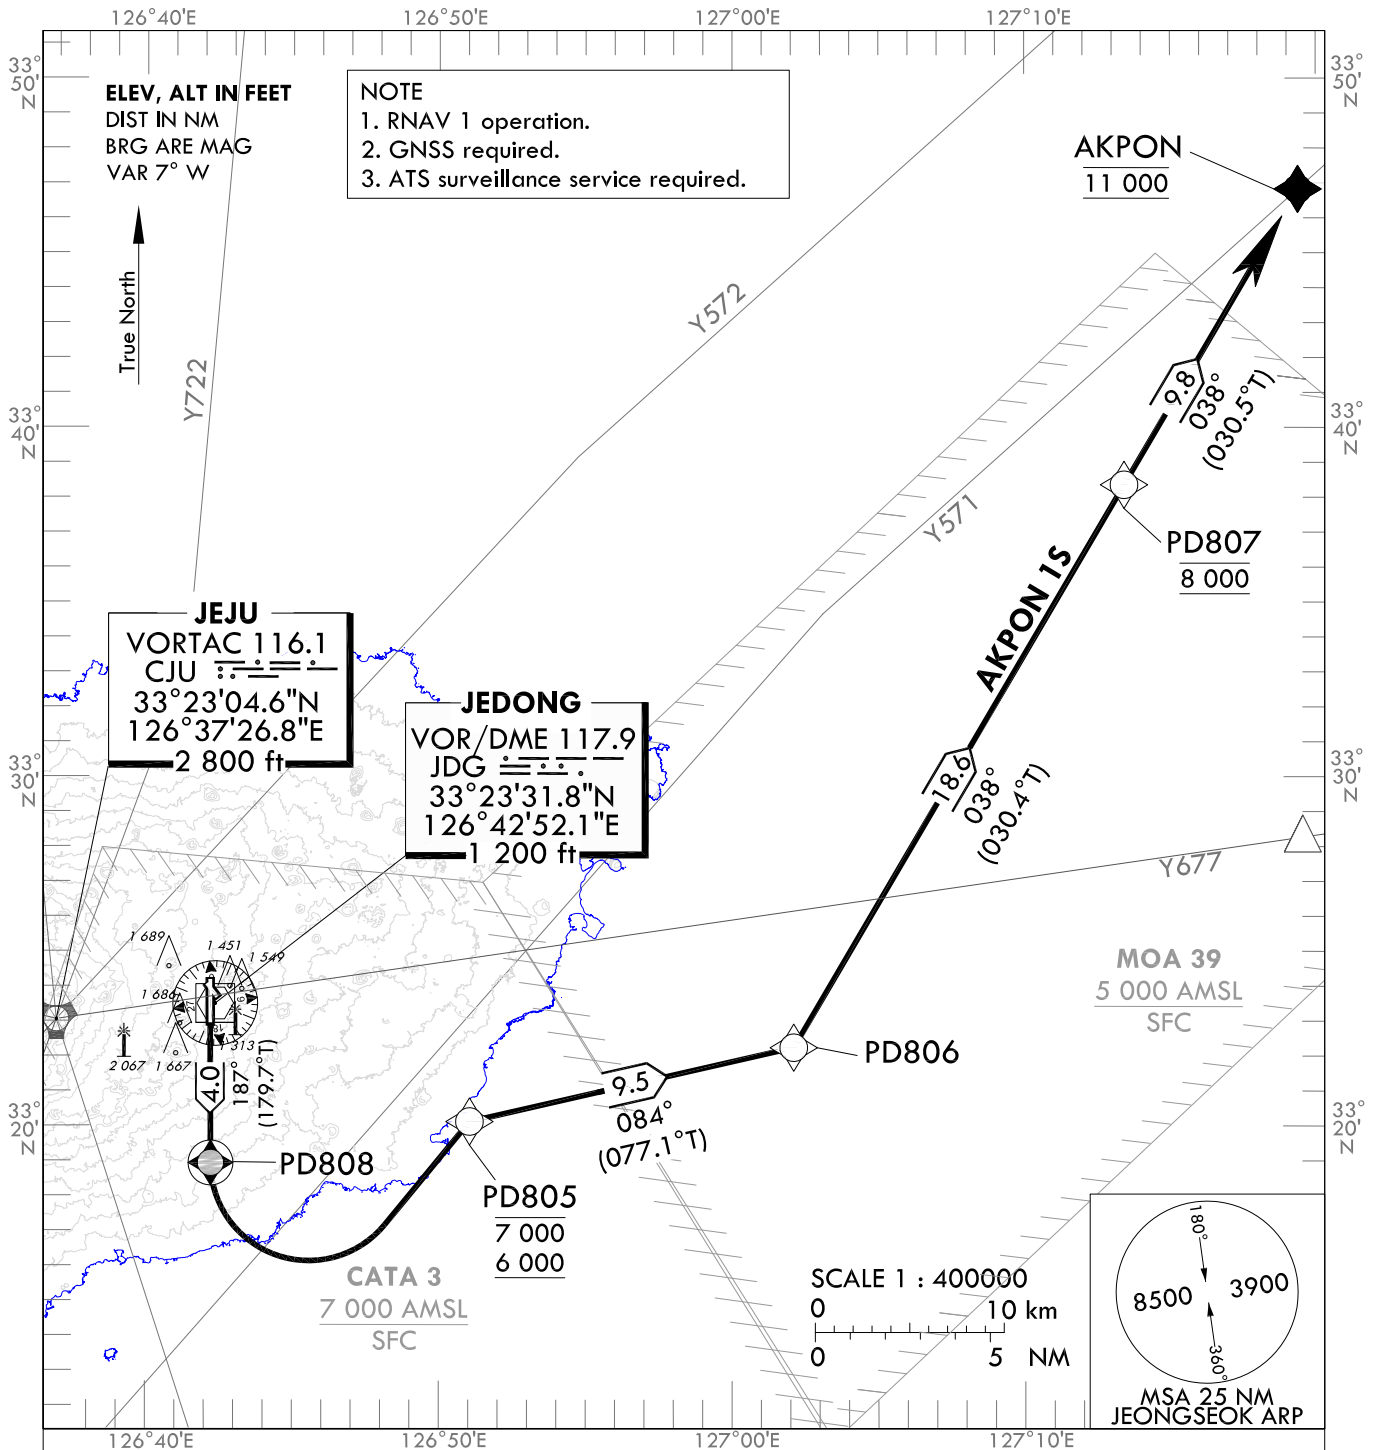 126°40'E
126°50'E
127°00'E
127°10'E
33°
50'
N
33°
50'
N
ELEV, ALT IN FEET
DIST IN NM
BRG ARE MAG
VAR 7° W
NOTE
1. RNAV 1 operation.
2. GNSS required.
3. ATS surveillance service required.
AKPON
11 000
True North
Y572
Y722
9.8
038°
(030.5°T)
33°
40'
N
33°
40'
N
Y571
PD807
8 000
AKPON 1S
JEJU
VORTAC 116.1
CJU
33°23'04.6"N
126°37'26.8"E
2 800 ft
JEDONG
VOR/DME 117.9
JDG
33°23'31.8"N
126°42'52.1"E
1 200 ft
33°
30'
N
33°
30'
N
18.6
038°
(030.4°T)
Y677
1 689
1 451
1 549
1 686
1 313
2 067
1 667
MOA 39
5 000 AMSL
SFC
PD806
4.0
187°
(179.7°T)
9.5
084°
(077.1°T)
33°
20'
N
33°
20'
N
PD808
PD805
7 000
6 000
CATA 3
7 000 AMSL
SFC
SCALE 1 : 400000
0 10 km
0 5 NM
180°
8500 3900
360°
MSA 25 NM
JEONGSEOK ARP
126°40'E
126°50'E
127°00'E
127°10'E